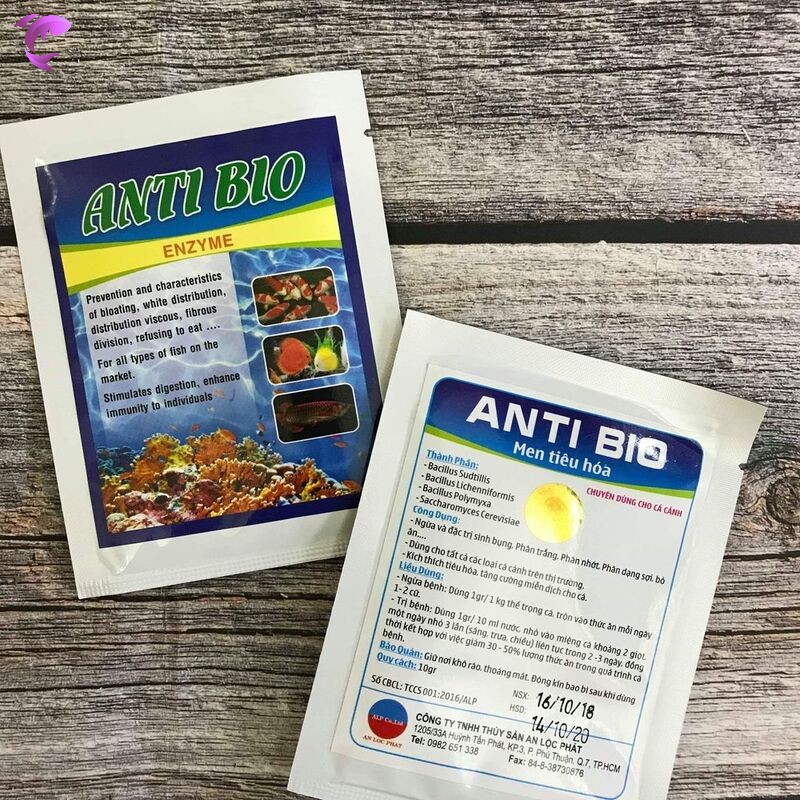 ANTI BIO
ENZYME
Prevention and characteristics
of bloating, white distribution,
distribution viscous, fibrous
division, refusing to eat ....
For all types of fish on the
market.
Stimulates digestion, enhance
immunity to individuals
ANTI BIO
Men tiêu hóa
CHUYÊN DÙNG CHO CÁ CẢNH
Thành Phần:
- Bacillus Sudtillis
- Bacillus Lichenniformis
- Bacillus Polymyxa
- Saccharomyces Cerevisiae
Công Dụng:
- Ngừa và đặc trị sình bụng. Phân trắng. Phân nhớt. Phân dạng sợi. bỏ
ăn....
- Dùng cho tất cả các loại cá cảnh trên thị trường.
- Kích thích tiêu hóa, tăng cường miễn dịch cho cá.
Liều Dùng:
- Ngừa bệnh: Dùng 1gr/ 1 kg thể trọng cá, trộn vào thức ăn mỗi ngày
1- 2 cữ.
- Trị bệnh: Dùng 1gr/ 10 ml nước. nhỏ vào miệng cá khoảng 2 giọt.
một ngày nhỏ 3 lần (sáng. trưa. chiều) liên tục trong 2 -3 ngày. đồng
thời kết hợp với việc giảm 30 - 50% lượng thức ăn trong quá trình cá
bệnh.
Bảo Quản: Giữ nơi khô ráo, thoáng mát. Đóng kín bao bì sau khi dùng
Quy cách: 10gr
Số CBCL: TCCS 001:2016/ALP
NSX: 16/10/18
HSD: 14/10/20
ALP Co.,Ltd
AN LOC PHAT
CÔNG TY TNHH THỦY SẢN AN LỘC PHÁT
1205/33A Huỳnh Tấn Phát, KP.3, P. Phú Thuận, Q.7, TP.HCM
Tel: 0982 651 338
Fax: 84-8-38730876